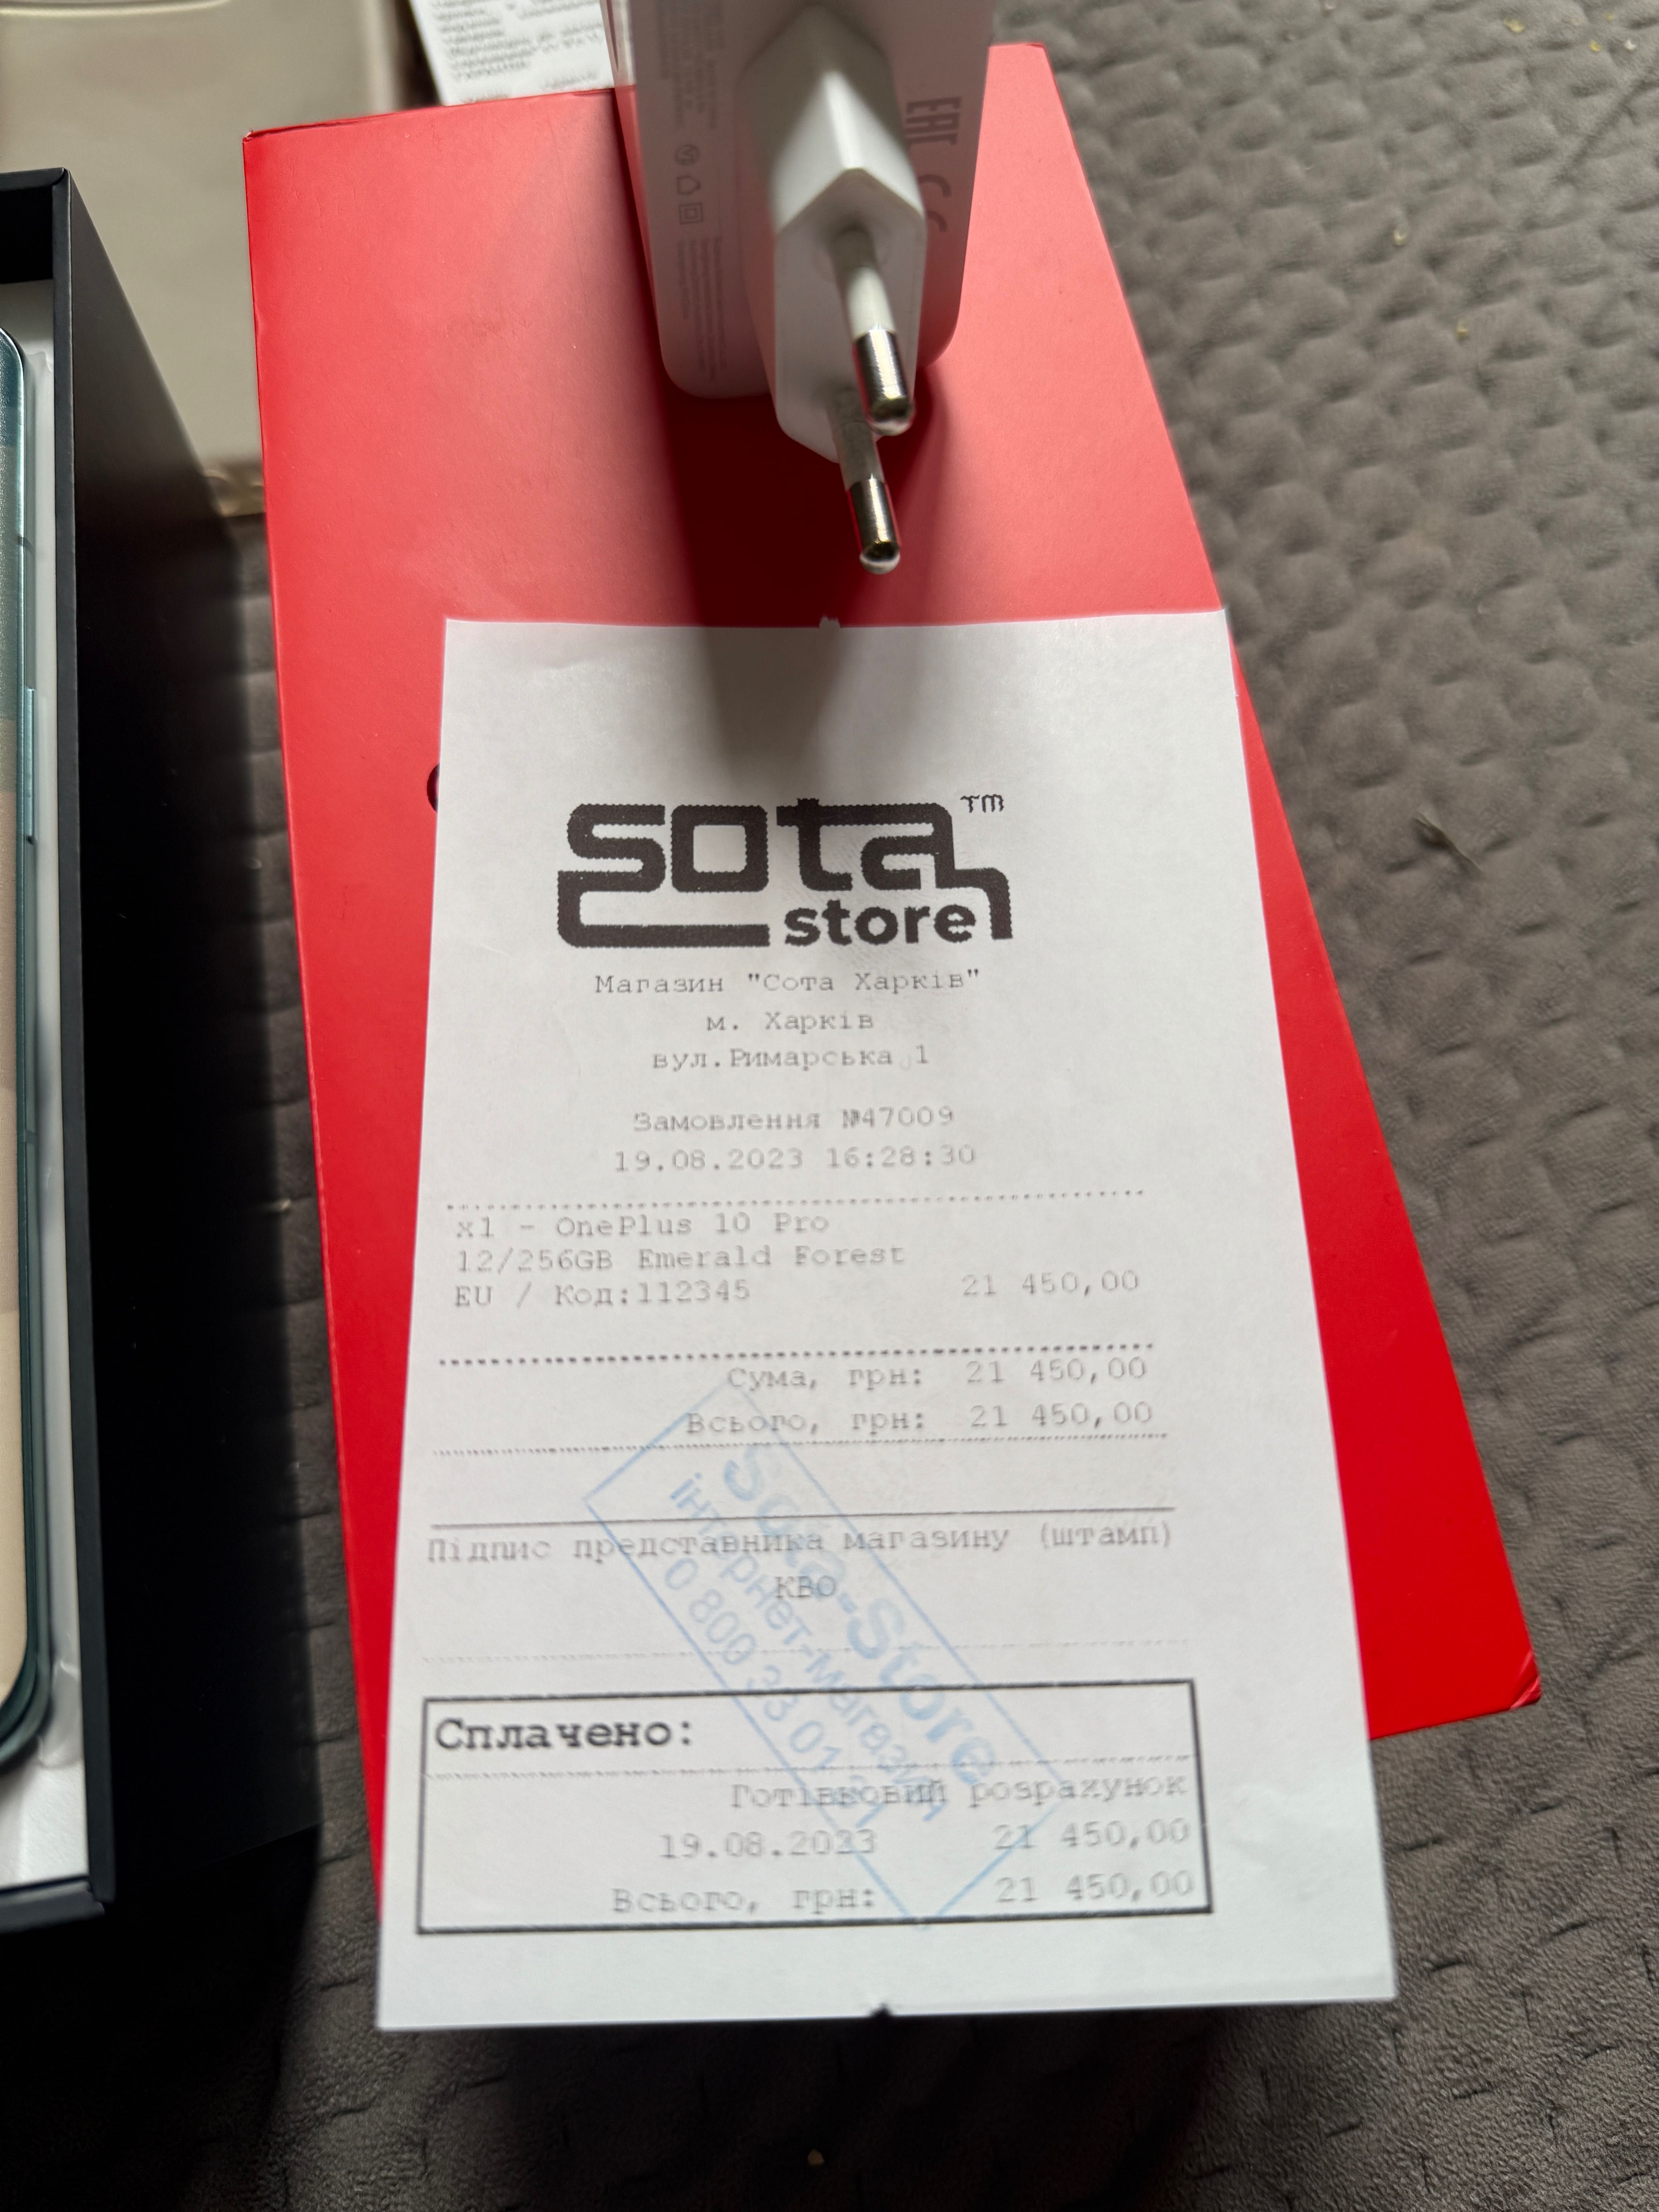 EAC CE
sota™
store
Магазин "Сота Харків"
м. Харків
вул.Римарська 1
Замовлення №47009
19.08.2023 16:28:30
x1 - OnePlus 10 Pro
12/256GB Emerald Forest
EU / Код:112345 21 450,00
Сума, грн: 21 450,00
Всього, грн: 21 450,00
Підпис представника магазину (штамп)
КВО
Sota-Store
інтернет-магазин
0 800 33 01
Сплачено:
Готівковий розрахунок
19.08.2023 21 450,00
Всього, грн: 21 450,00